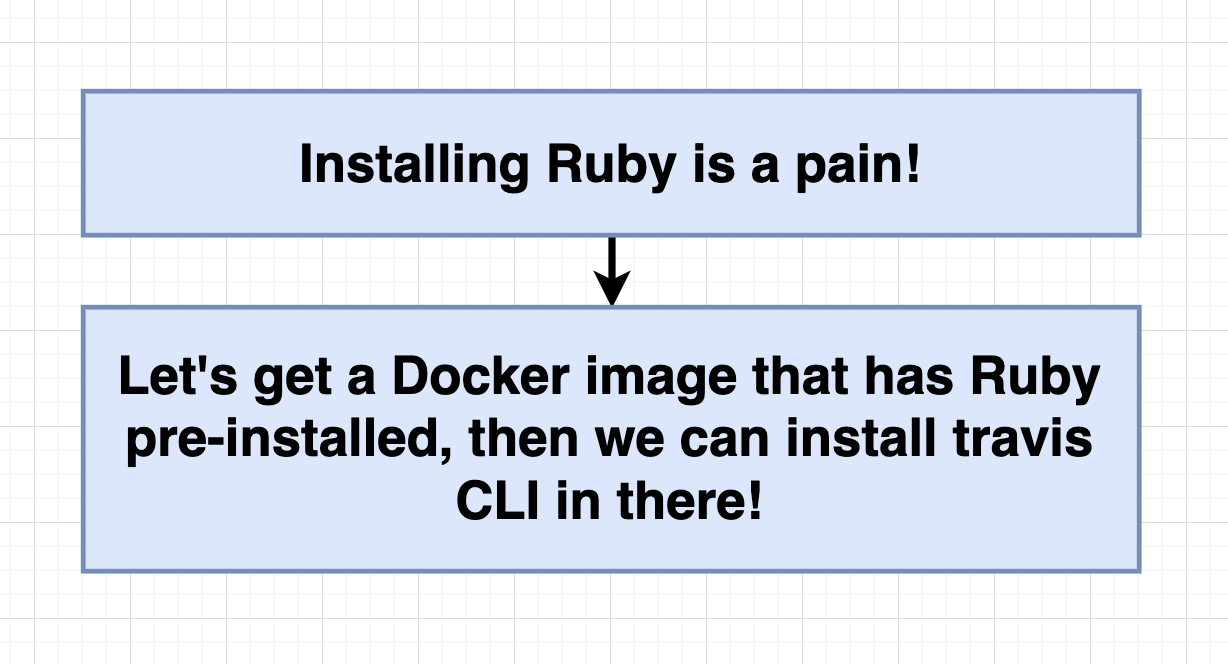 Installing Ruby is a pain!
Let's get a Docker image that has Ruby
pre-installed, then we can install travis
CLI in there!